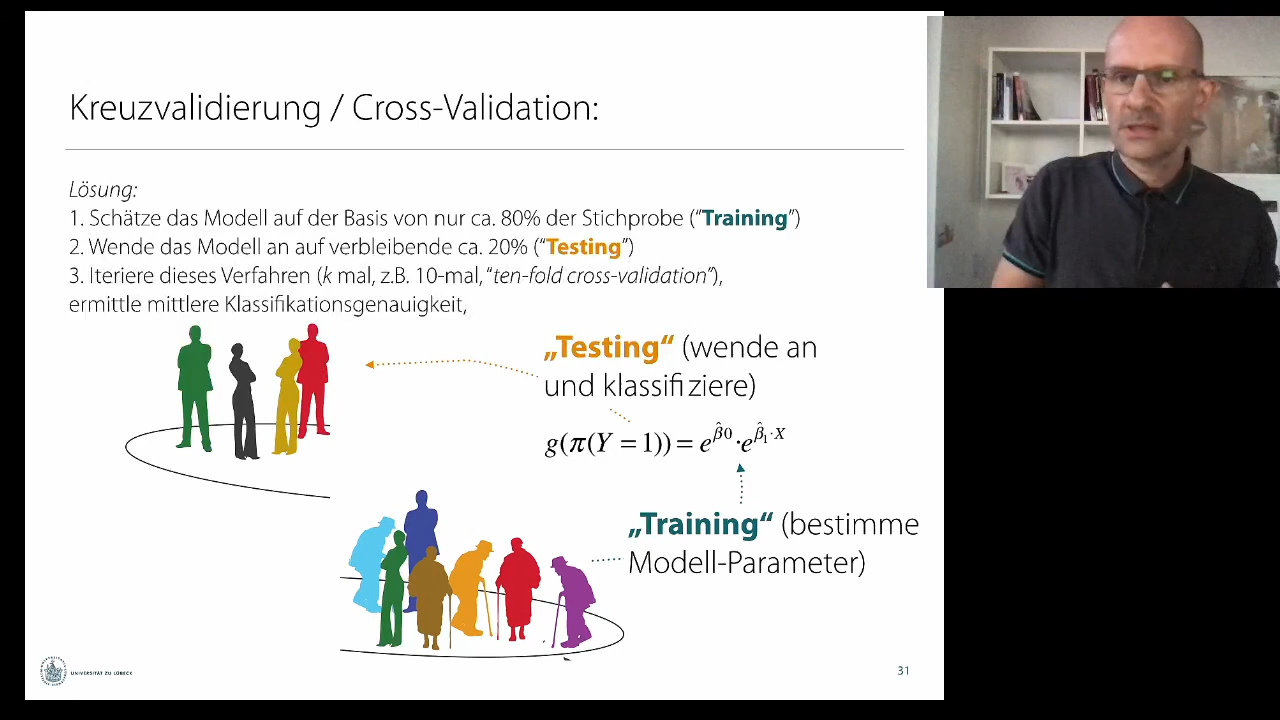 Kreuzvalidierung / Cross-Validation:
Lösung:
1. Schätze das Modell auf der Basis von nur ca. 80% der Stichprobe (“Training”)
2. Wende das Modell an auf verbleibende ca. 20% (“Testing”)
3. Iteriere dieses Verfahren (k mal, z.B. 10-mal, “ten-fold cross-validation”),
ermittle mittlere Klassifikationsgenauigkeit,
„Testing“ (wende an
und klassifiziere)
g(π(Y = 1)) = e^β̂0 · e^β̂₁·X
„Training“ (bestimme
Modell-Parameter)
UNIVERSITÄT ZU LÜBECK
31